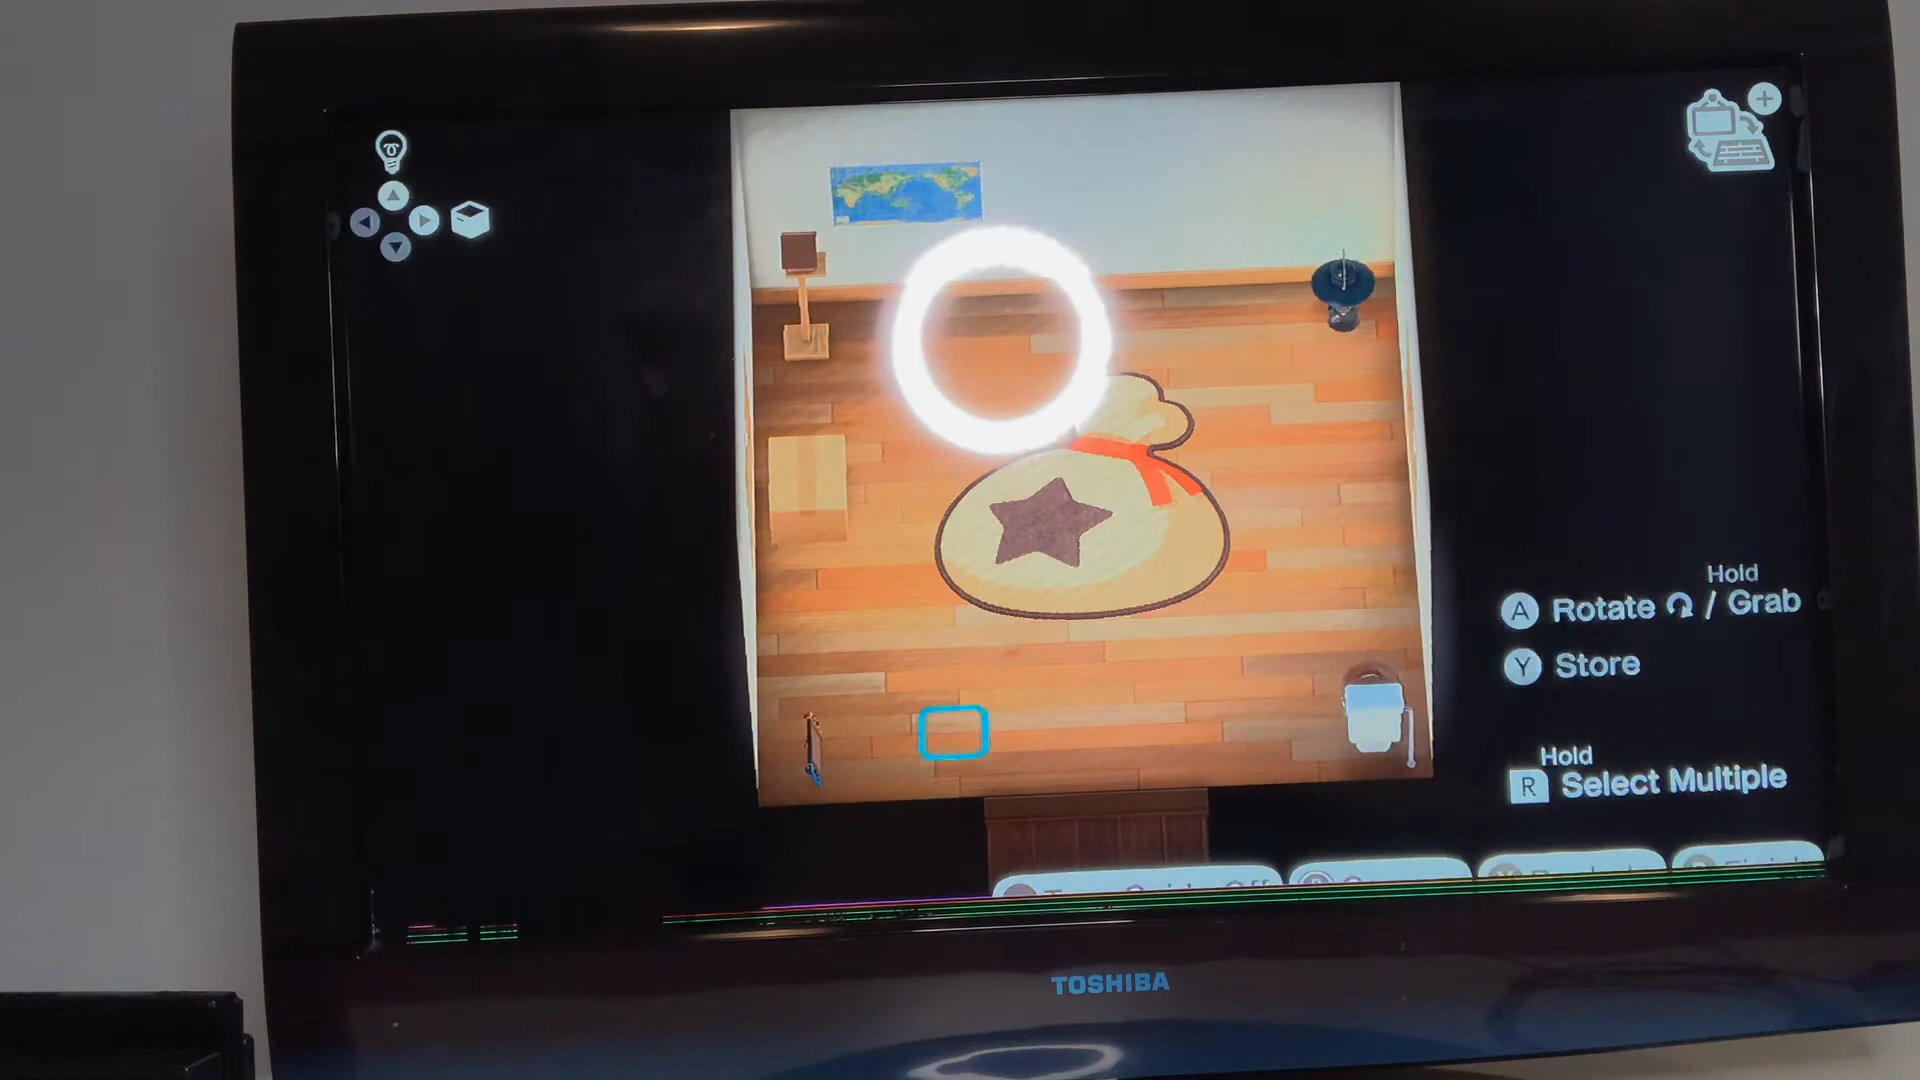 Hold
A Rotate / Grab
Y Store
Hold
R Select Multiple
TOSHIBA